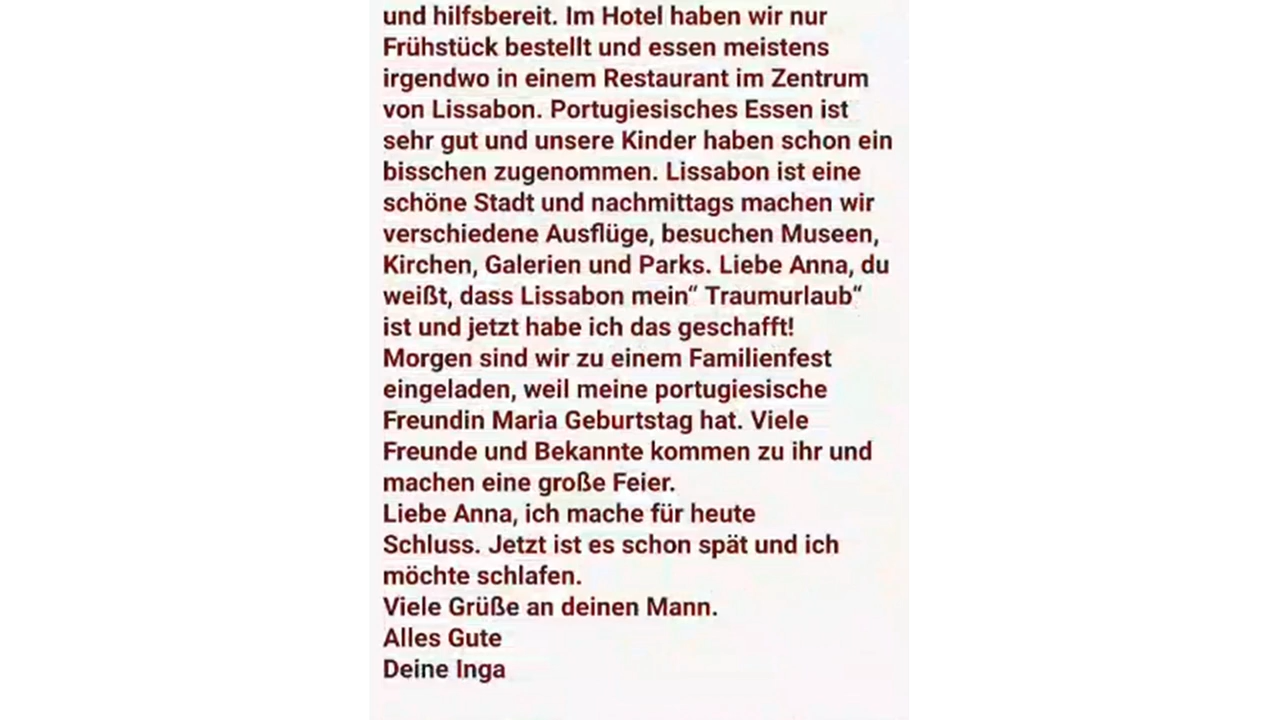 und hilfsbereit. Im Hotel haben wir nur
Frühstück bestellt und essen meistens
irgendwo in einem Restaurant im Zentrum
von Lissabon. Portugiesisches Essen ist
sehr gut und unsere Kinder haben schon ein
bisschen zugenommen. Lissabon ist eine
schöne Stadt und nachmittags machen wir
verschiedene Ausflüge, besuchen Museen,
Kirchen, Galerien und Parks. Liebe Anna, du
weißt, dass Lissabon mein“ Traumurlaub“
ist und jetzt habe ich das geschafft!
Morgen sind wir zu einem Familienfest
eingeladen, weil meine portugiesische
Freundin Maria Geburtstag hat. Viele
Freunde und Bekannte kommen zu ihr und
machen eine große Feier.
Liebe Anna, ich mache für heute
Schluss. Jetzt ist es schon spät und ich
möchte schlafen.
Viele Grüße an deinen Mann.
Alles Gute
Deine Inga